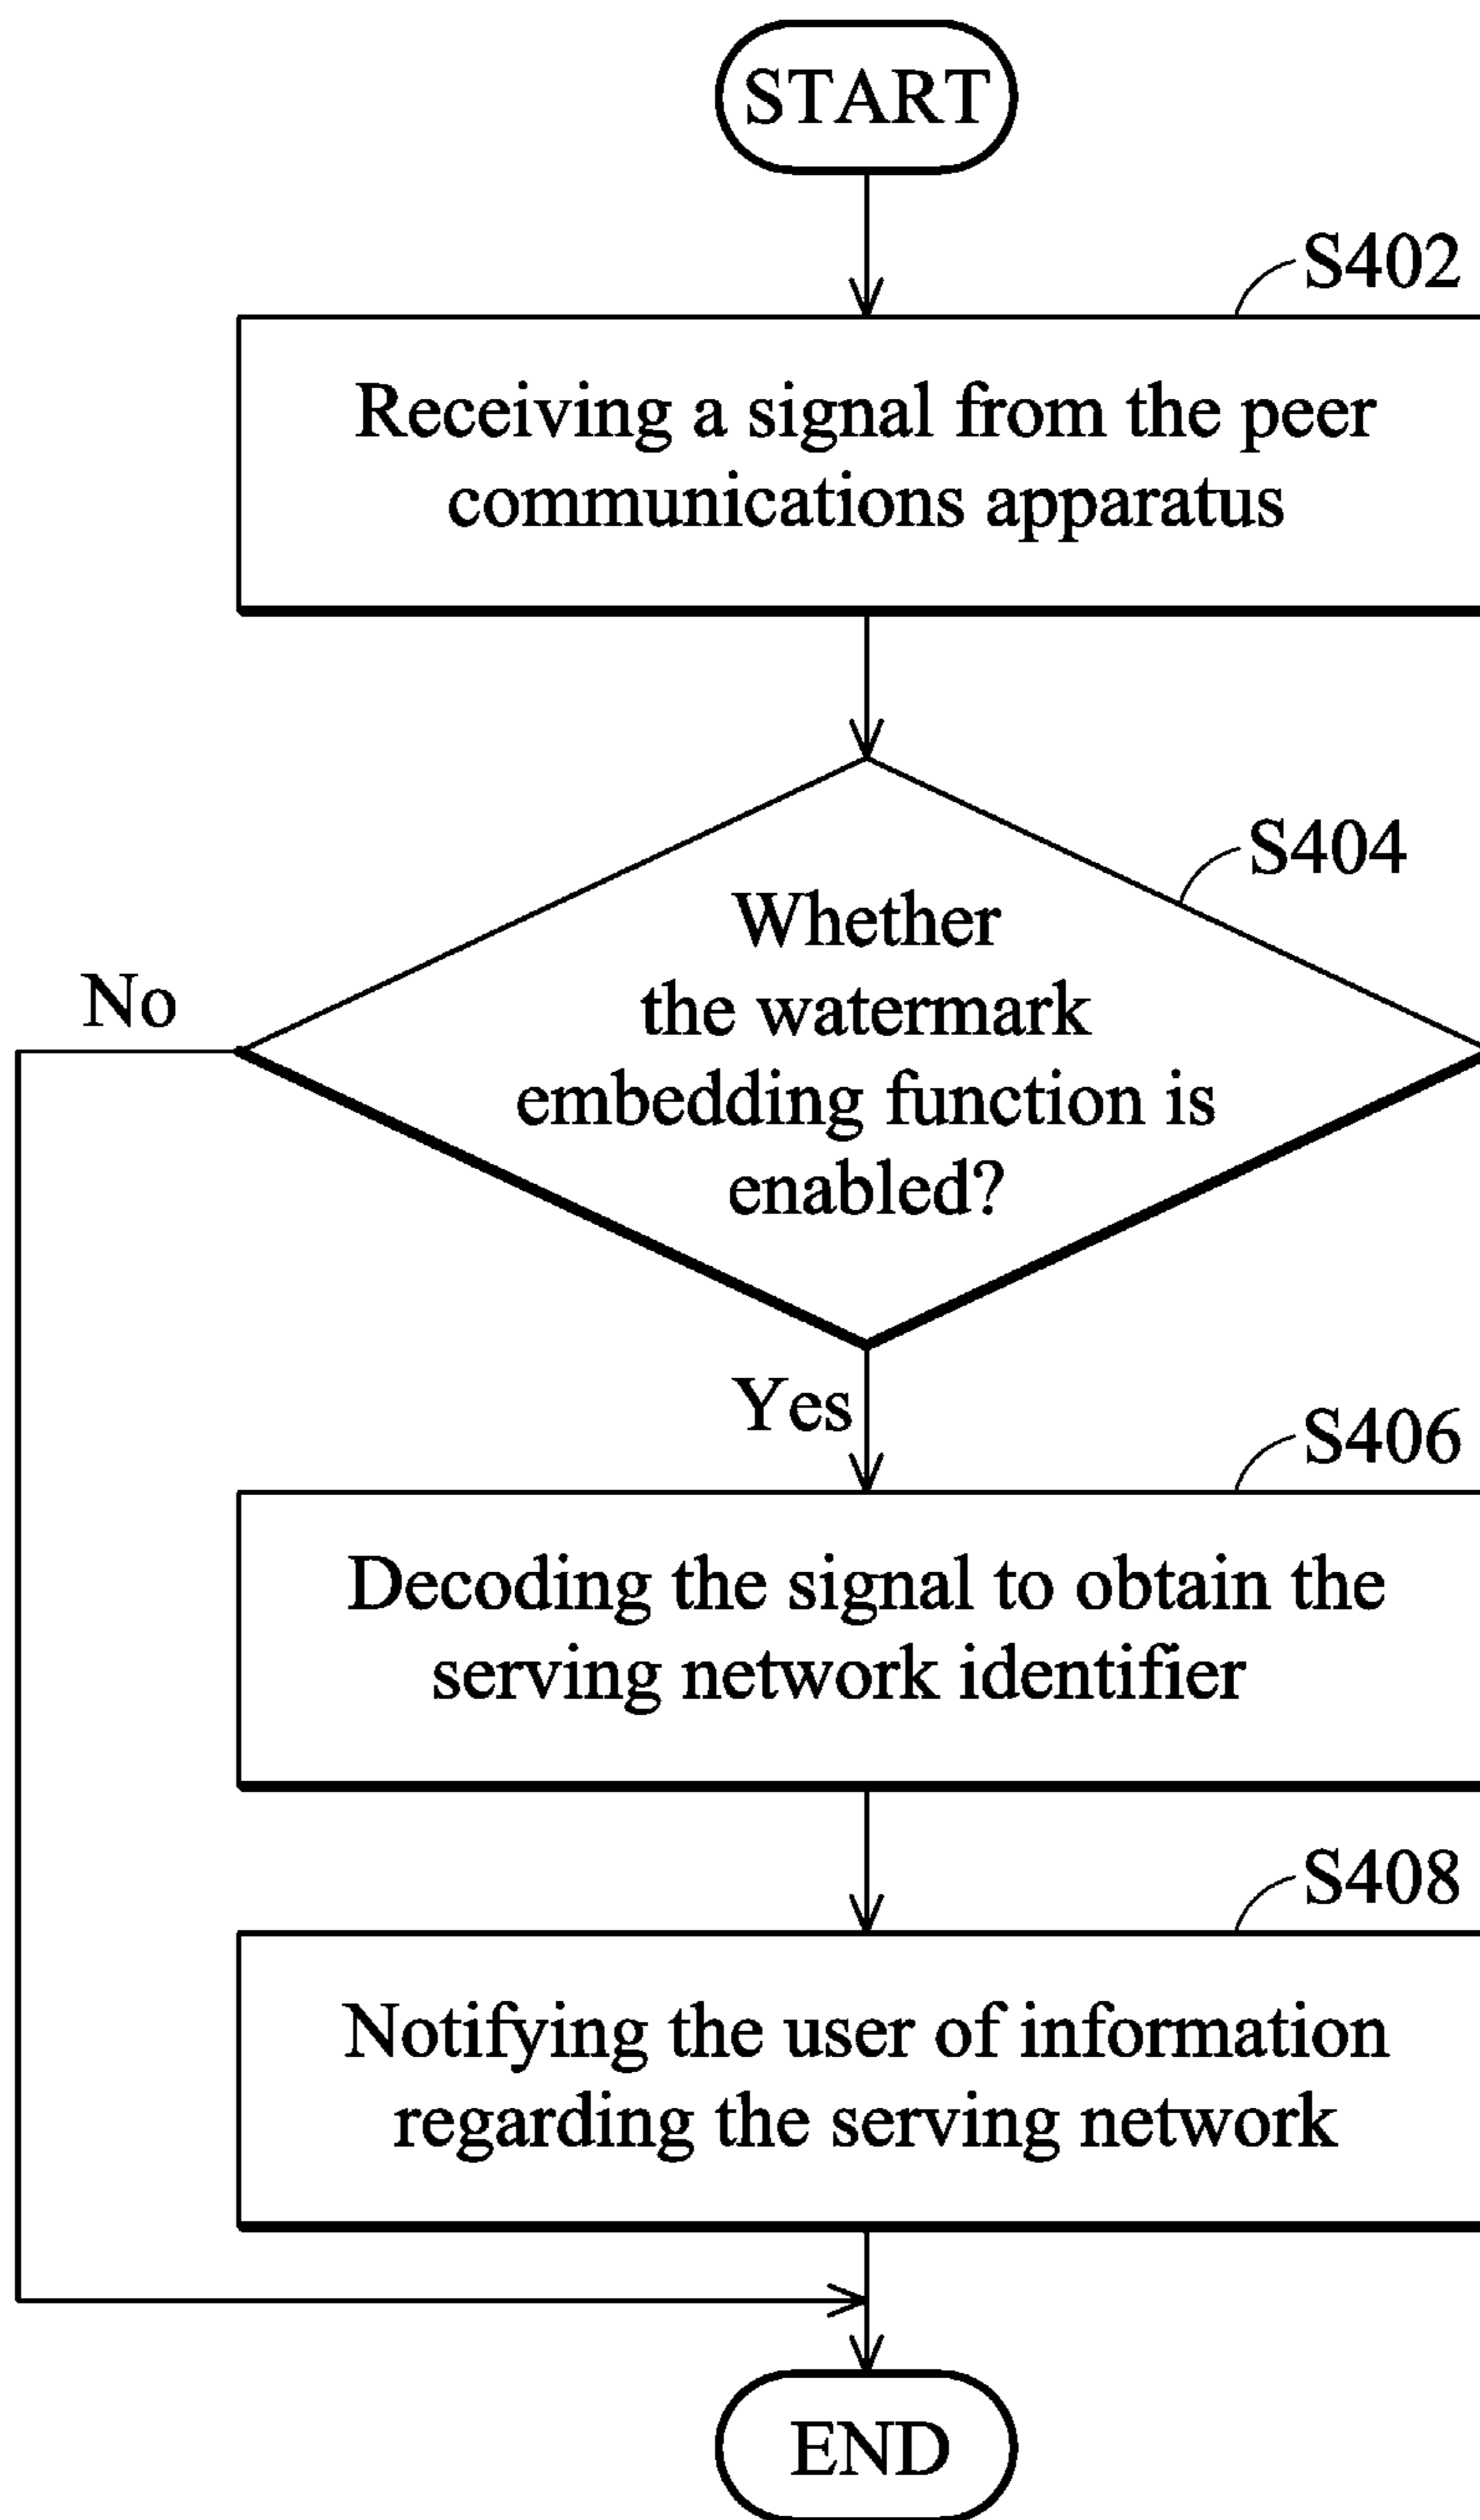 START
S402
Receiving a signal from the peer
communications apparatus
S404
Whether
the watermark
embedding function is
enabled?
No
Yes
S406
Decoding the signal to obtain the
serving network identifier
S408
Notifying the user of information
regarding the serving network
END